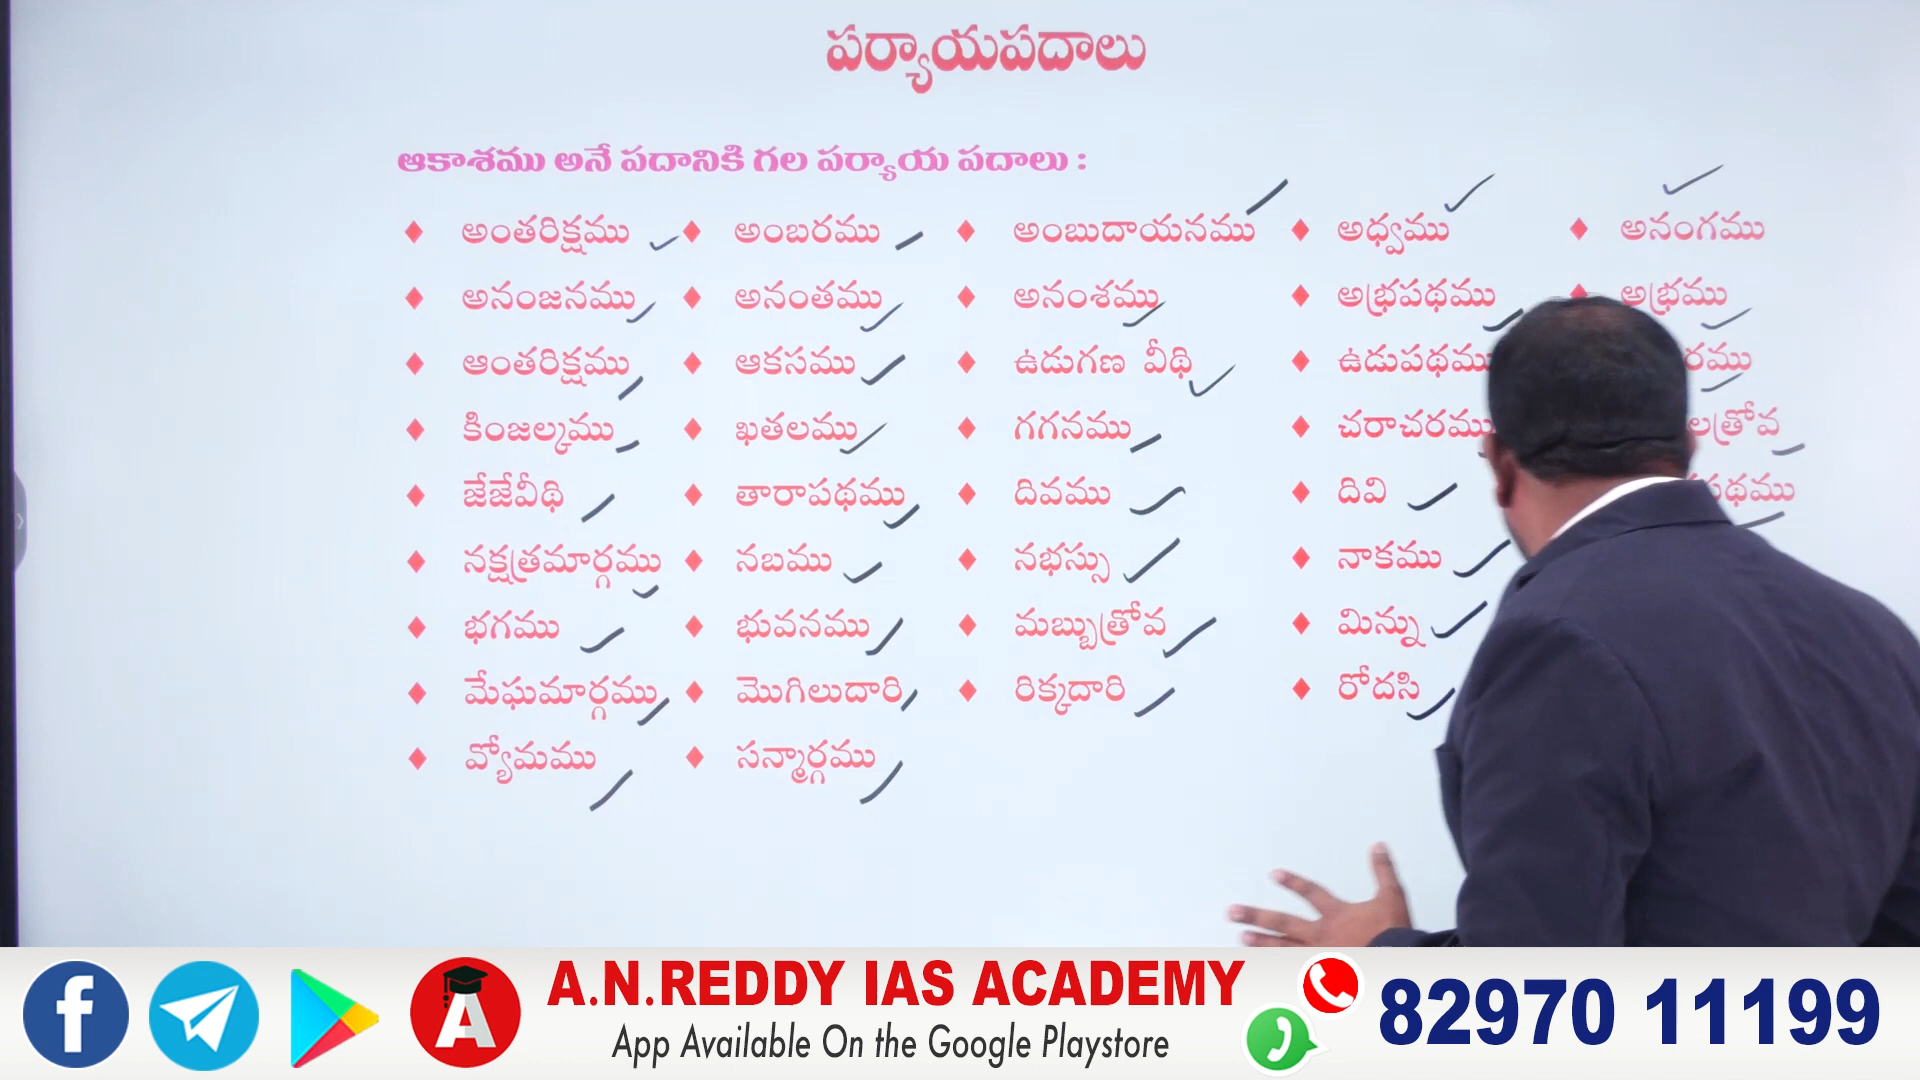 పర్యాయపదాలు
ఆకాశము అనే పదానికి గల పర్యాయ పదాలు :
♦ అంతరిక్షము ♦ అంబరము ♦ అంబుదాయనము ♦ అధ్వము ♦ అనంగము
♦ అనంజనము ♦ అనంతము ♦ అనంశము ♦ అభ్రపథము ♦ అభ్రము
♦ ఆంతరిక్షము ♦ ఆకసము ♦ ఉడుగణ వీథి ♦ ఉడుపథము
♦ కింజల్కము ♦ ఖతలము ♦ గగనము ♦ చరాచరము
♦ జేజేవీథి ♦ తారాపథము ♦ దివము ♦ దివి
♦ నక్షత్రమార్గము ♦ నబము ♦ నభస్సు ♦ నాకము
♦ భగము ♦ భువనము ♦ మబ్బుత్రోవ ♦ మిన్ను
♦ మేఘమార్గము ♦ మొగిలుదారి ♦ రిక్కదారి ♦ రోదసి
♦ వ్యోమము ♦ సన్మార్గము
A.N.REDDY IAS ACADEMY
App Available On the Google Playstore
82970 11199